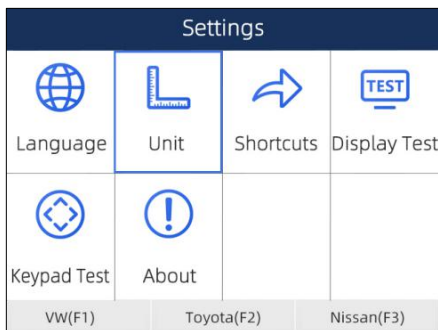 Settings
TEST
Language Unit Shortcuts Display Test
Keypad Test About
VW(F1) Toyota(F2) Nissan(F3)